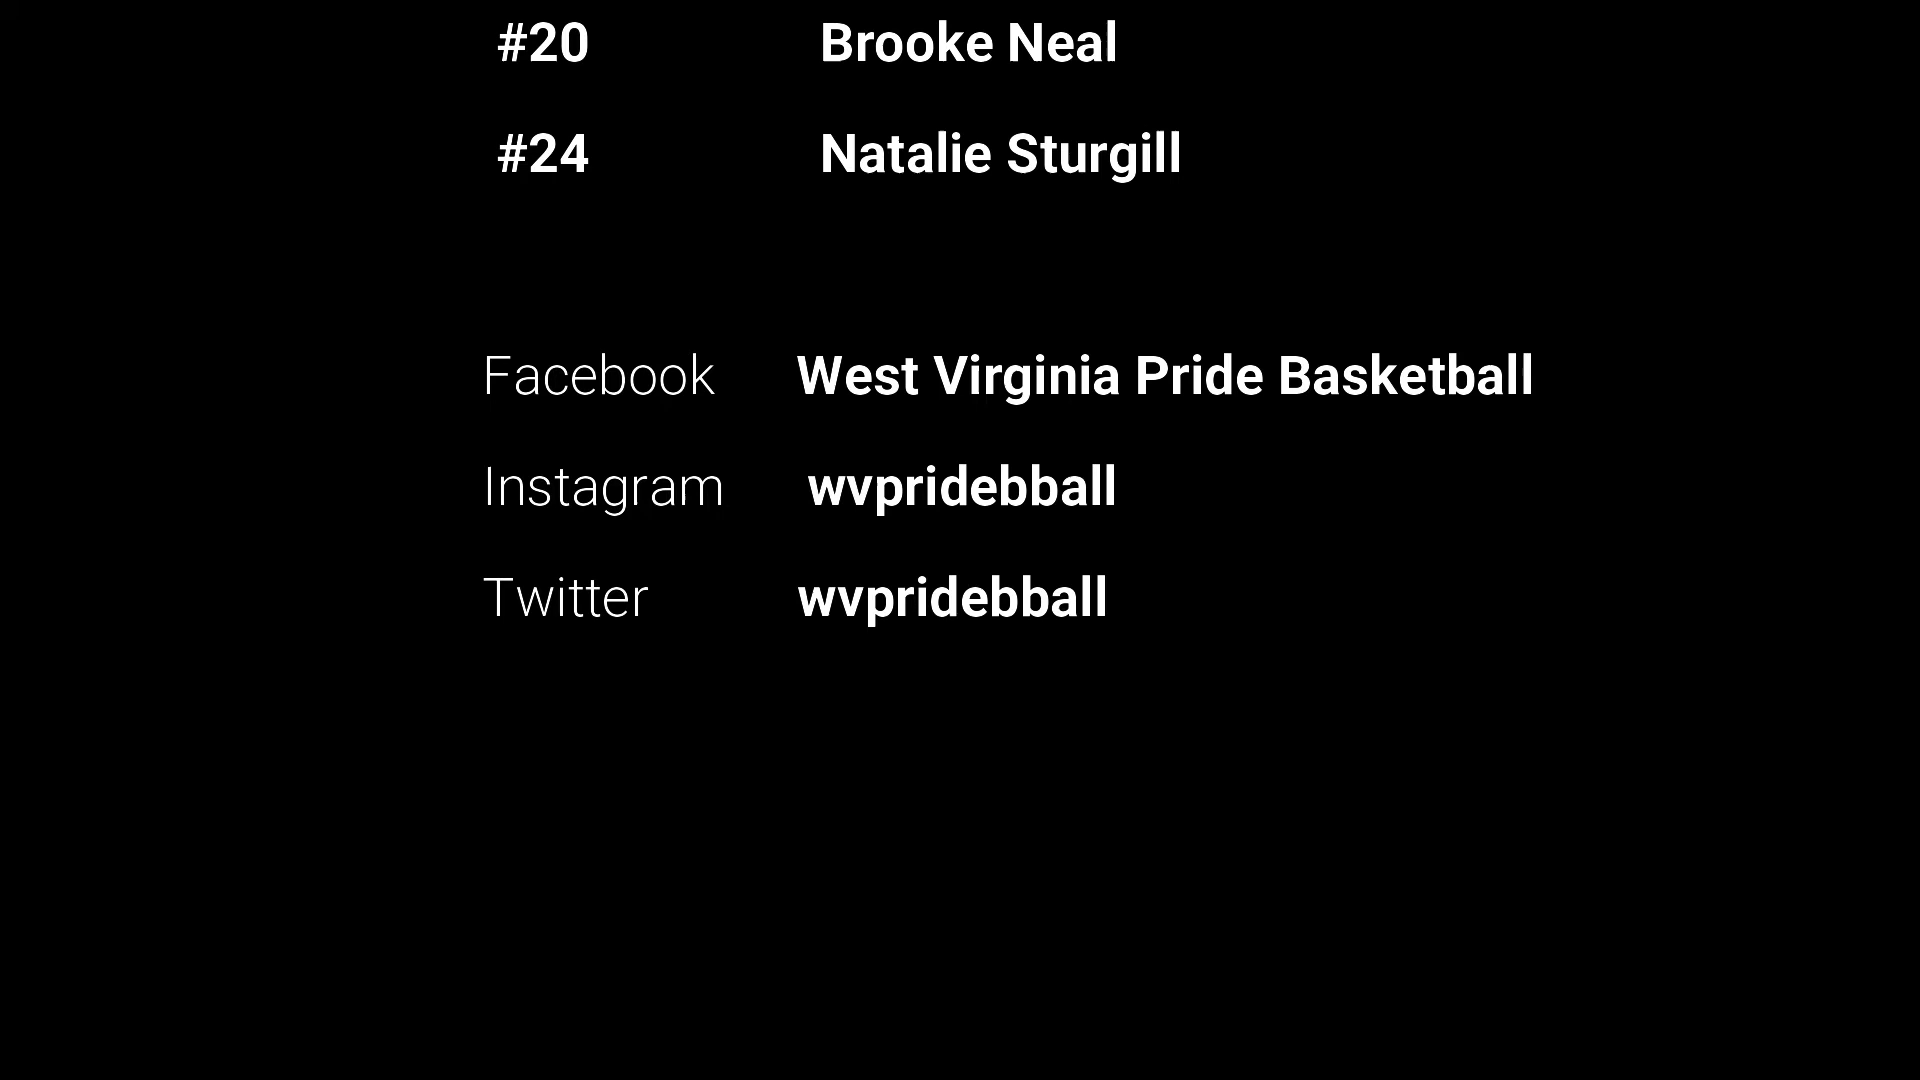 #20 Brooke Neal
#24 Natalie Sturgill
Facebook West Virginia Pride Basketball
Instagram wvpridebball
Twitter wvpridebball